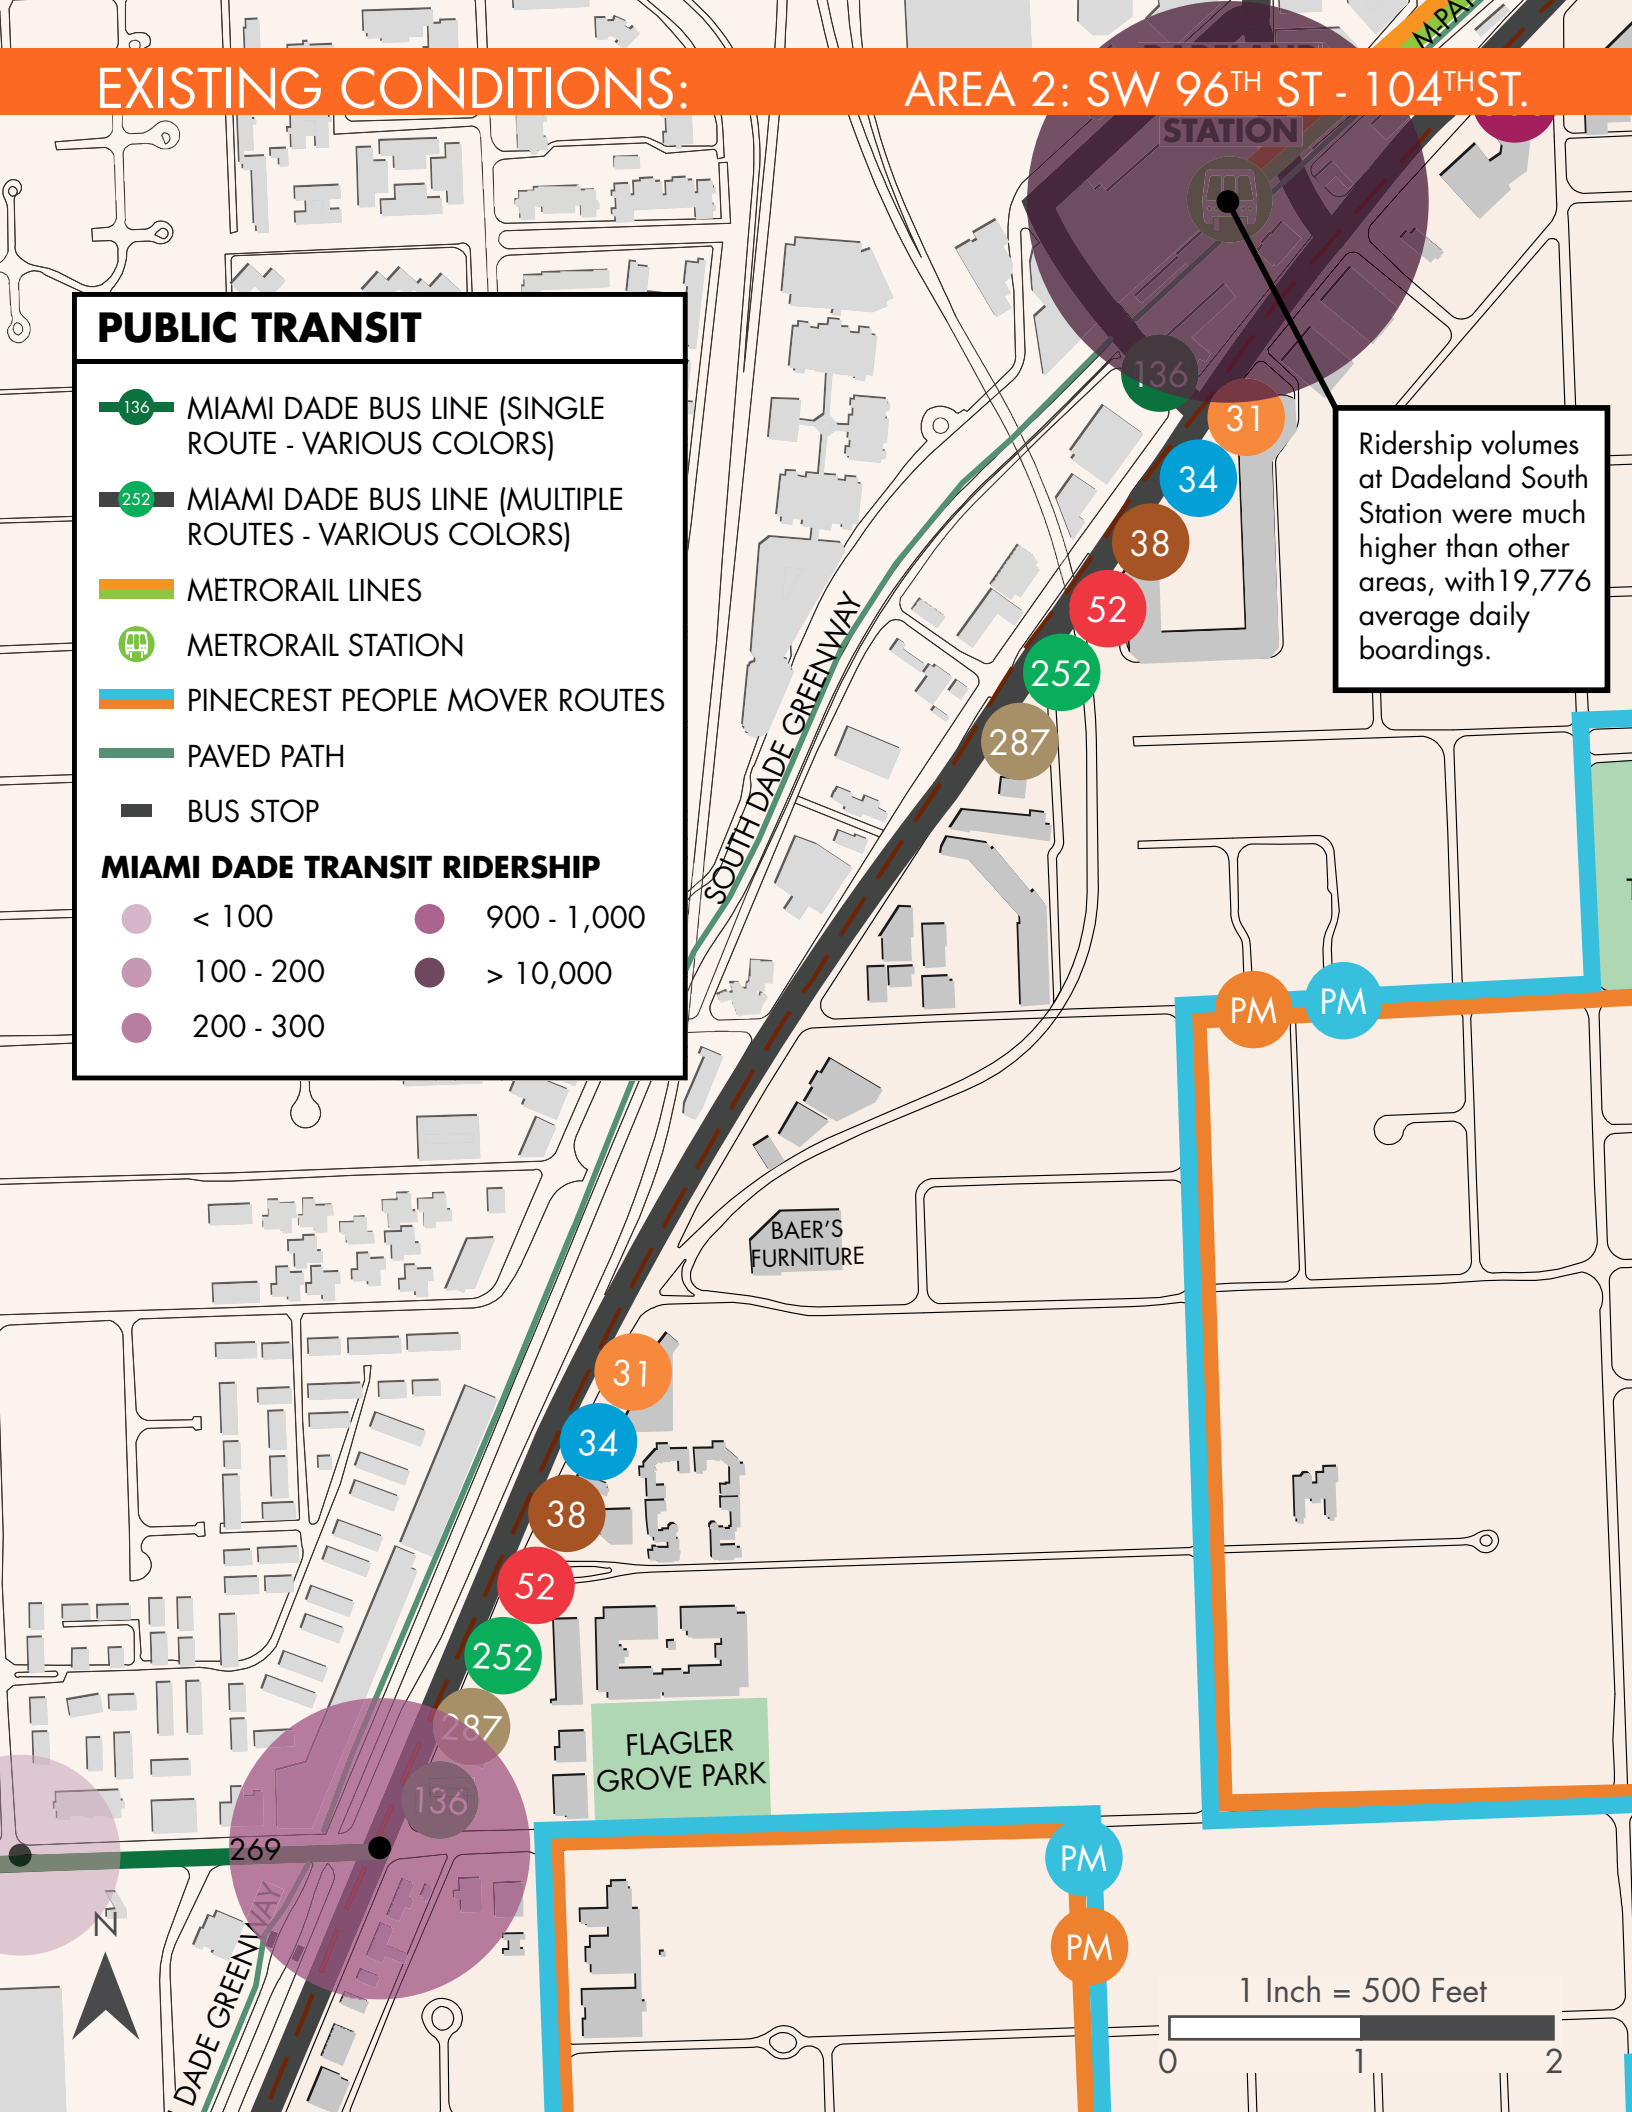 EXISTING CONDITIONS:
AREA 2: SW 96TH ST - 104THST.
M-PA
DADELAND
STATION
PUBLIC TRANSIT
136 MIAMI DADE BUS LINE (SINGLE
ROUTE - VARIOUS COLORS)
252 MIAMI DADE BUS LINE (MULTIPLE
ROUTES - VARIOUS COLORS)
METRORAIL LINES
METRORAIL STATION
PINECREST PEOPLE MOVER ROUTES
PAVED PATH
BUS STOP
MIAMI DADE TRANSIT RIDERSHIP
< 100
900 - 1,000
100 - 200
> 10,000
200 - 300
136
31
34
38
52
252
287
Ridership volumes
at Dadeland South
Station were much
higher than other
areas, with19,776
average daily
boardings.
SOUTH DADE GREENWAY
T
PM
PM
BAER'S
FURNITURE
31
34
38
52
252
287
136
FLAGLER
GROVE PARK
269
PM
PM
N
DADE GREENWAY
1 Inch = 500 Feet
0 1 2